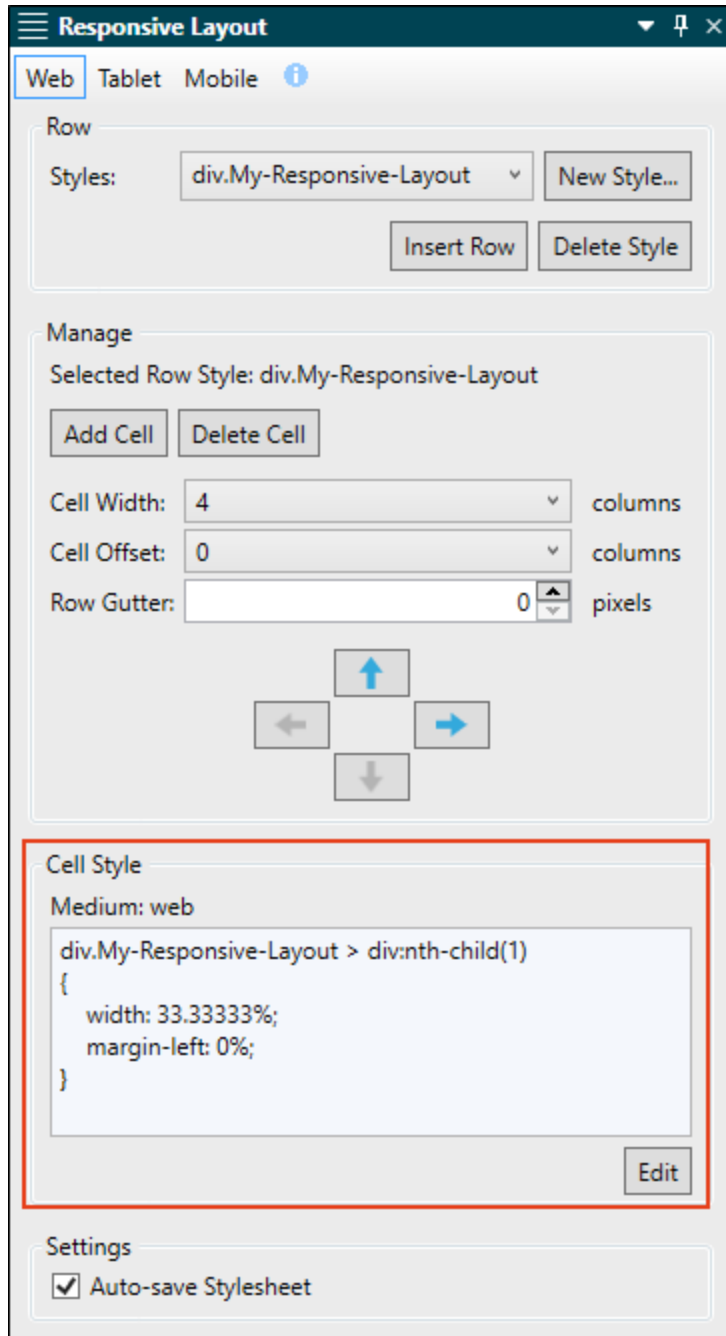 Responsive Layout
Web Tablet Mobile
Row
Styles: div.My-Responsive-Layout New Style...
Insert Row Delete Style
Manage
Selected Row Style: div.My-Responsive-Layout
Add Cell Delete Cell
Cell Width: 4 columns
Cell Offset: 0 columns
Row Gutter: 0 pixels
Cell Style
Medium: web
div.My-Responsive-Layout > div:nth-child(1)
{
width: 33.33333%;
margin-left: 0%;
}
Edit
Settings
Auto-save Stylesheet